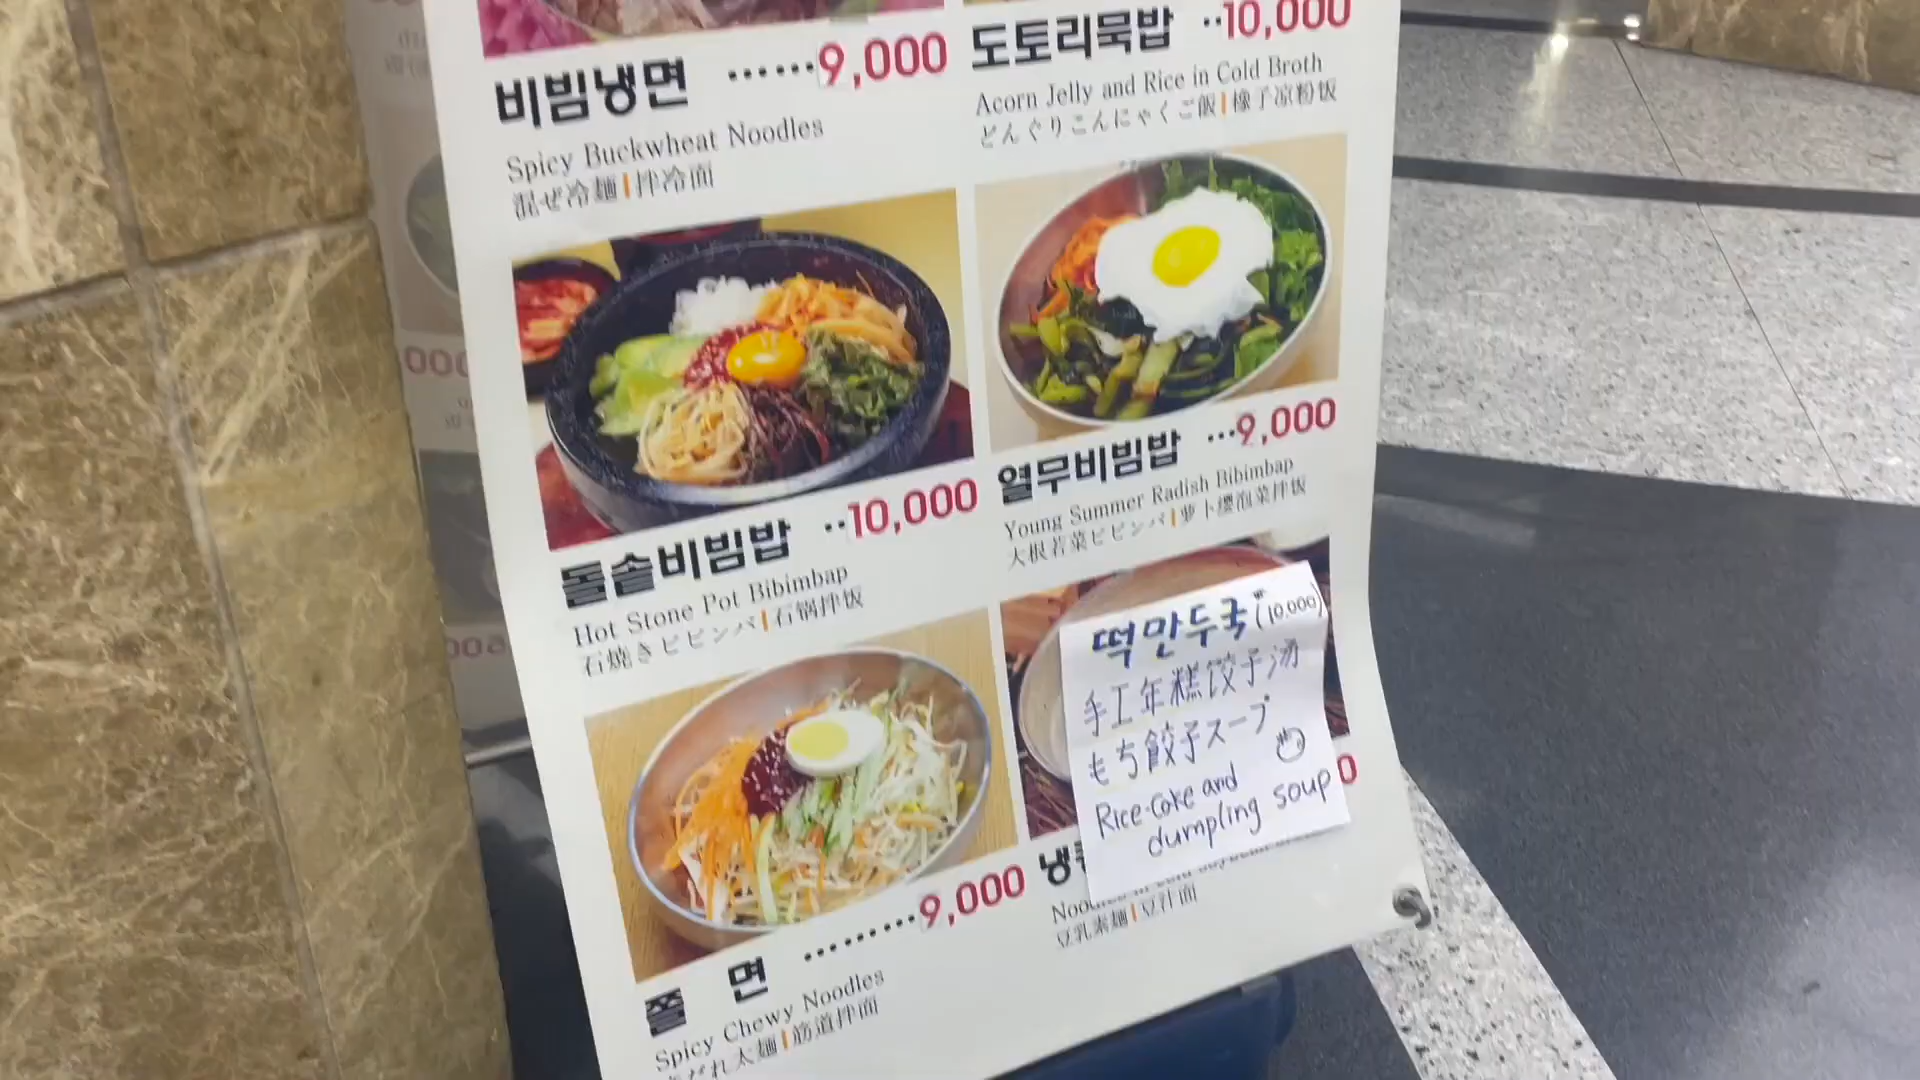 비빔냉면 ······9,000
Spicy Buckwheat Noodles
混ぜ冷麺|拌冷面
도토리묵밥 ··10,000
Acorn Jelly and Rice in Cold Broth
どんぐりこんにゃくご飯|橡子凉粉饭
돌솥비빔밥 ··10,000
Hot Stone Pot Bibimbap
石焼きビビンバ|石锅拌饭
열무비빔밥 ···9,000
Young Summer Radish Bibimbap
大根若菜ビビンバ|萝卜缨泡菜拌饭
쫄 면 ·········9,000
Spicy Chewy Noodles
太麺|筋道拌面
떡만두국 (₩10.000)
手工年糕饺子汤
もち餃子スープ
Rice-Cake and
dumpling soup
0
냉
豆乳素麺|豆汁面